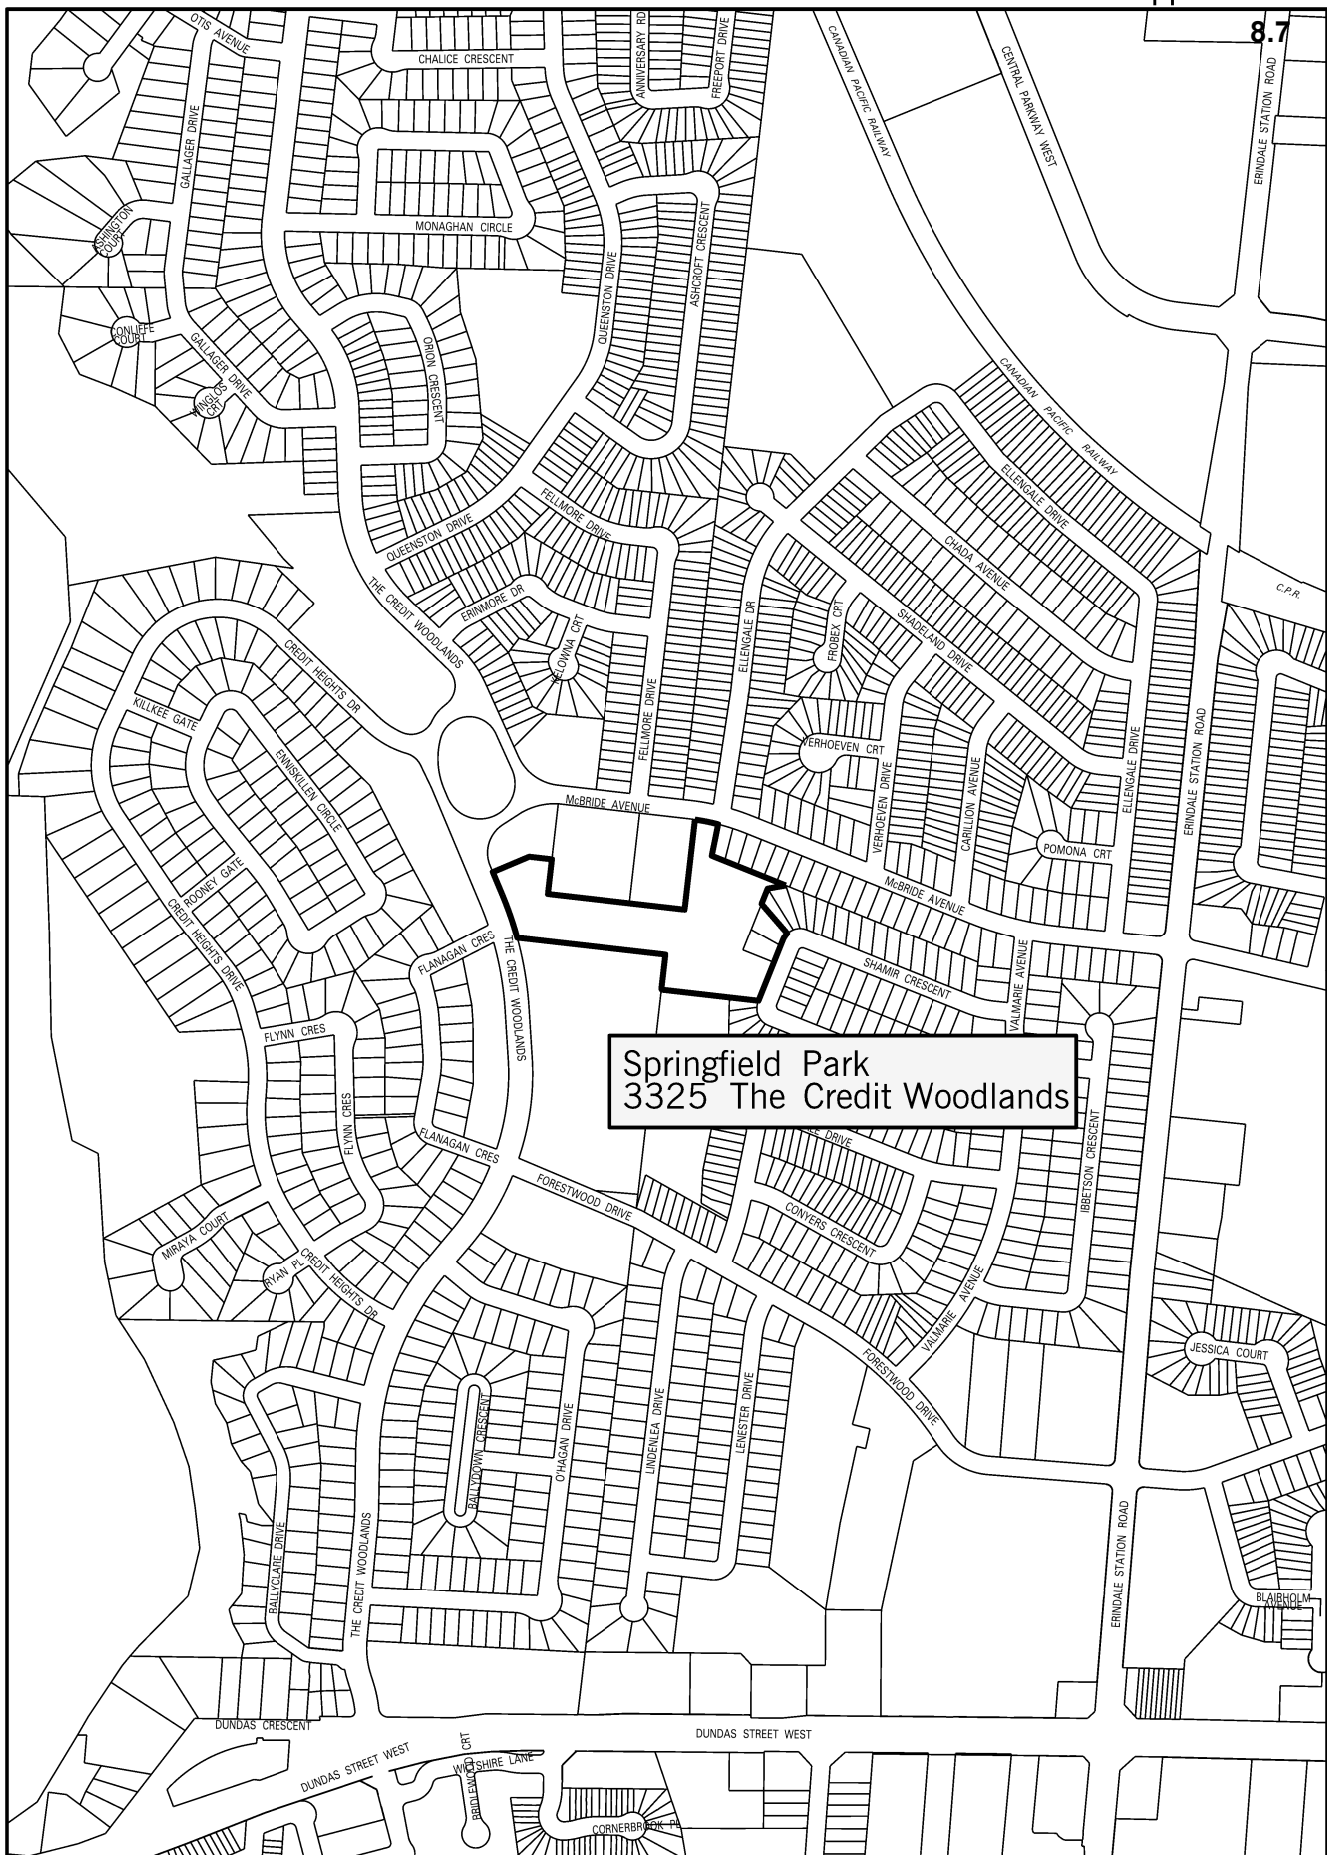 8.7
OTIS AVENUE
CHALICE CRESCENT
ANNIVERSARY RD
FREEPORT DRIVE
CANADIAN PACIFIC RAILWAY
CENTRAL PARKWAY WEST
ERINDALE STATION ROAD
GALLAGER DRIVE
ASHINGTON
COURT
MONAGHAN CIRCLE
QUEENSTON DRIVE
ASHCROFT CRESCENT
CONLIFFE
COURT
GALLAGER DRIVE
ORION CRESCENT
CANADIAN PACIFIC RAILWAY
CRT
QUEENSTON DRIVE
FELLMORE DRIVE
ELLENGALE DRIVE
CHADA AVENUE
C.P.R.
THE CREDIT WOODLANDS
ERINMORE DR
KELOWNA CRT
ELLENGALE DR
FROBEX CRT
SHADELAND DRIVE
CREDIT HEIGHTS DR
KILLKEE GATE
ENNISKILLEN CIRCLE
FELLMORE DRIVE
VERHOEVEN CRT
VERHOEVEN DRIVE
CARILLION AVENUE
ELLENGALE DRIVE
ERINDALE STATION ROAD
McBRIDE AVENUE
POMONA CRT
ROONEY GATE
CREDIT HEIGHTS DRIVE
McBRIDE AVENUE
FLANAGAN CRES
THE CREDIT WOODLANDS
SHAMIR CRESCENT
VALMARIE AVENUE
FLYNN CRES
Springfield Park
3325 The Credit Woodlands
FLYNN CRES
FLANAGAN CRES
DRIVE
IBBETSON CRESCENT
FORESTWOOD DRIVE
CONYERS CRESCENT
MIRAYA COURT
RYAN PL
CREDIT HEIGHTS DR
VALMARIE AVENUE
JESSICA COURT
FORESTWOOD DRIVE
BALLYDOWN CRESCENT
O'HAGAN DRIVE
LINDENLEA DRIVE
LENESTER DRIVE
BALLYCLARE DRIVE
THE CREDIT WOODLANDS
ERINDALE STATION ROAD
BLAIRHOLM
AVENUE
DUNDAS CRESCENT
DUNDAS STREET WEST
DUNDAS STREET WEST
BRIDLEWOOD CRT
WILTSHIRE LANE
CORNERBROOK PL